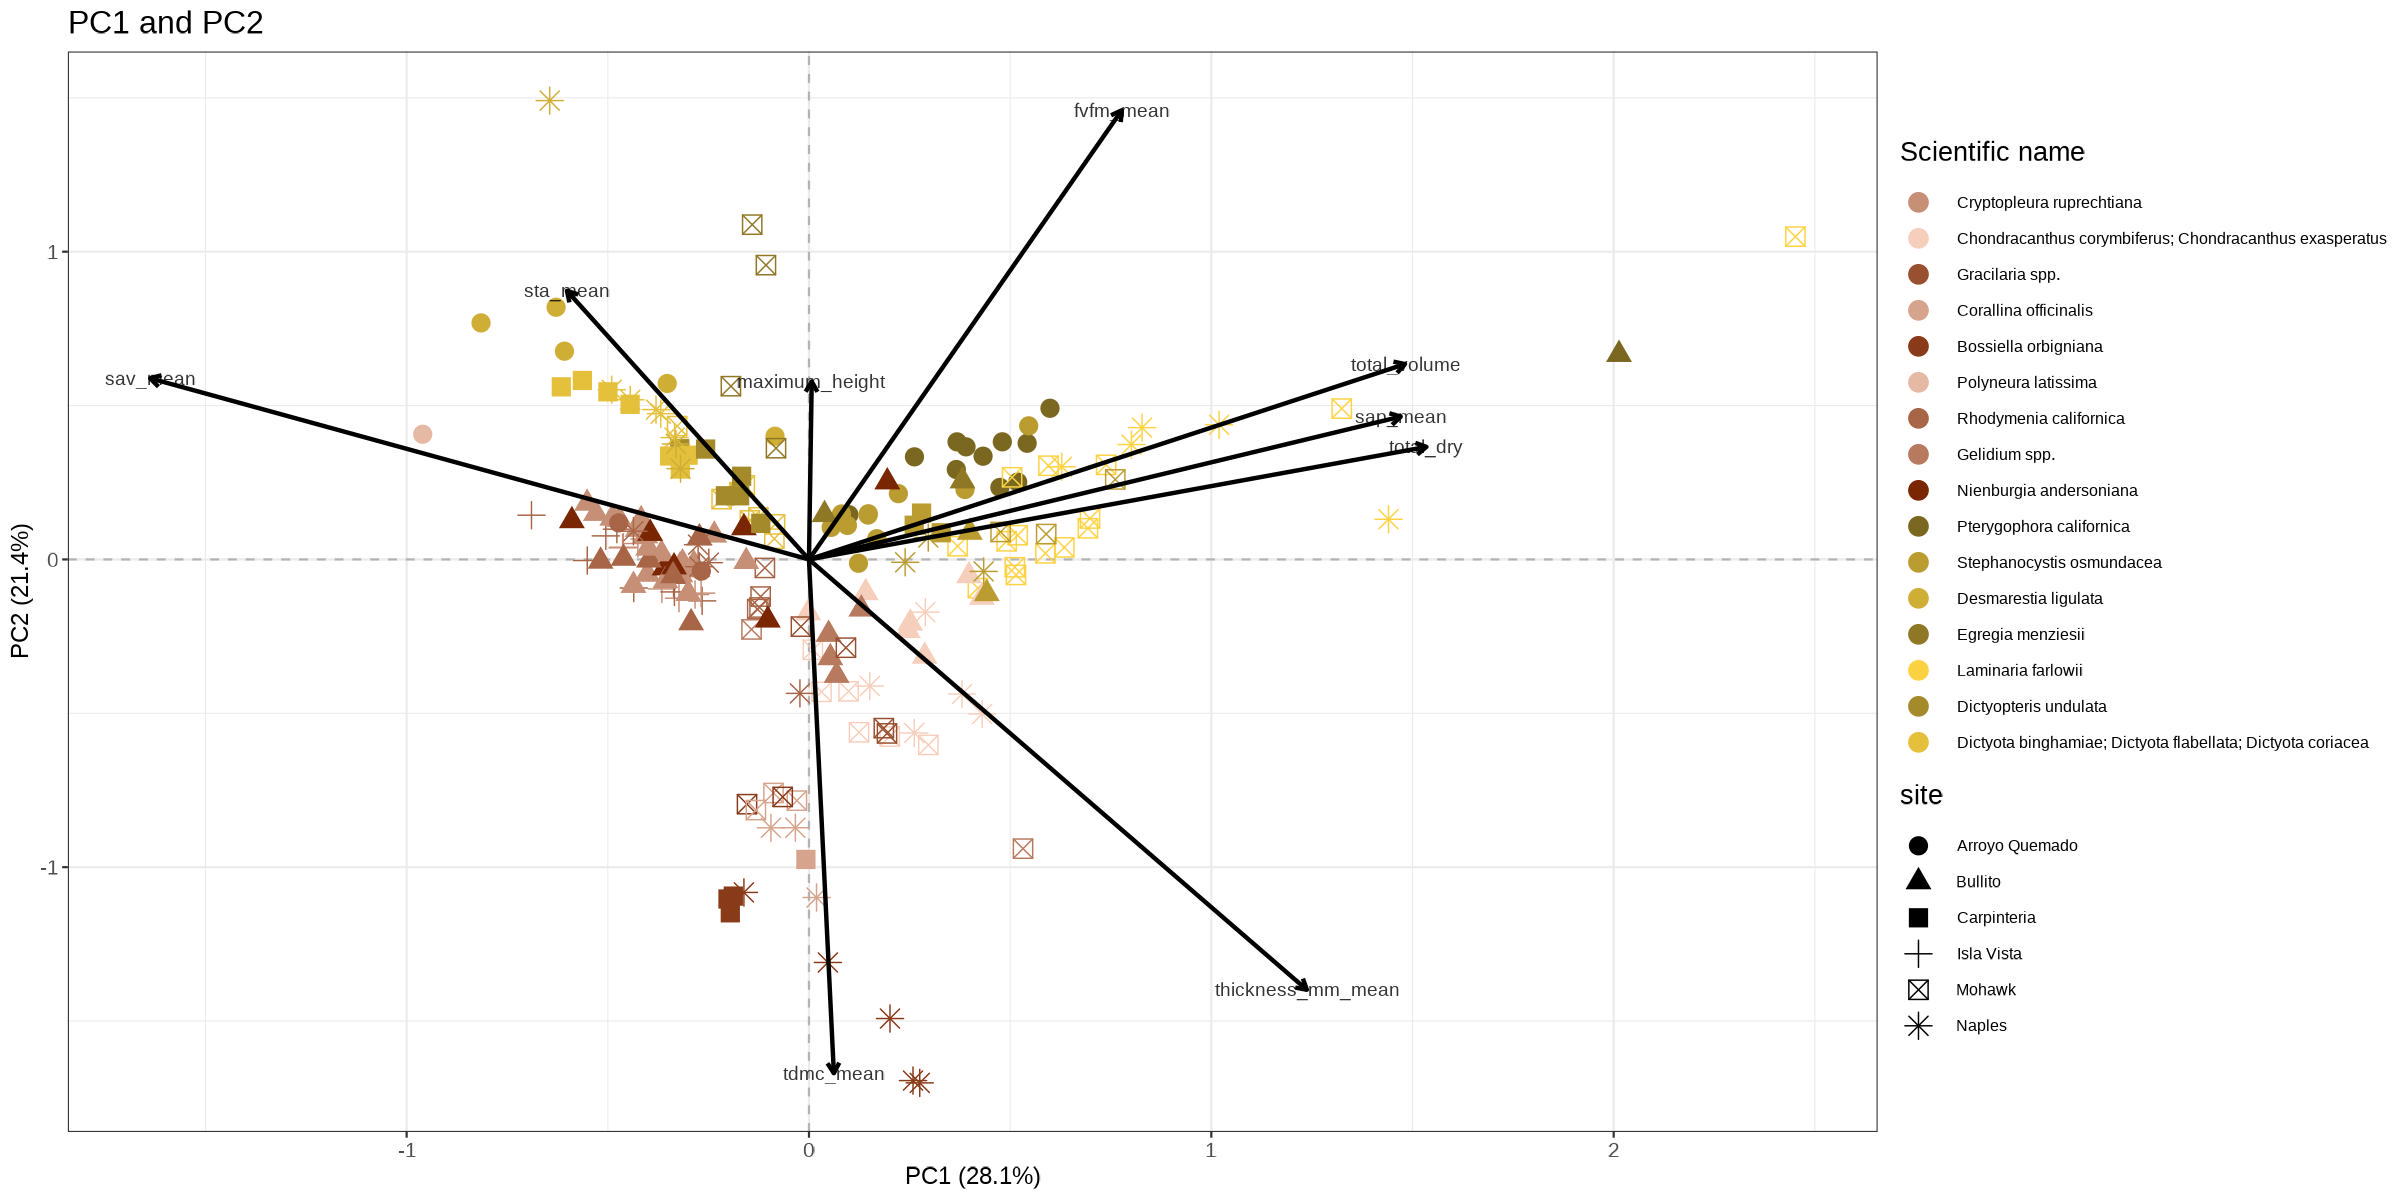 PC1 and PC2
fvfm_mean
sta_mean
total_volume
sav_mean
maximum_height
sap_mean
total_dry
thickness_mm_mean
tdmc_mean
1
0
-1
PC2 (21.4%)
-1
0
1
2
PC1 (28.1%)
Scientific name
Cryptopleura ruprechtiana
Chondracanthus corymbiferus; Chondracanthus exasperatus
Gracilaria spp.
Corallina officinalis
Bossiella orbigniana
Polyneura latissima
Rhodymenia californica
Gelidium spp.
Nienburgia andersoniana
Pterygophora californica
Stephanocystis osmundacea
Desmarestia ligulata
Egregia menziesii
Laminaria farlowii
Dictyopteris undulata
Dictyota binghamiae; Dictyota flabellata; Dictyota coriacea
site
Arroyo Quemado
Bullito
Carpinteria
Isla Vista
Mohawk
Naples